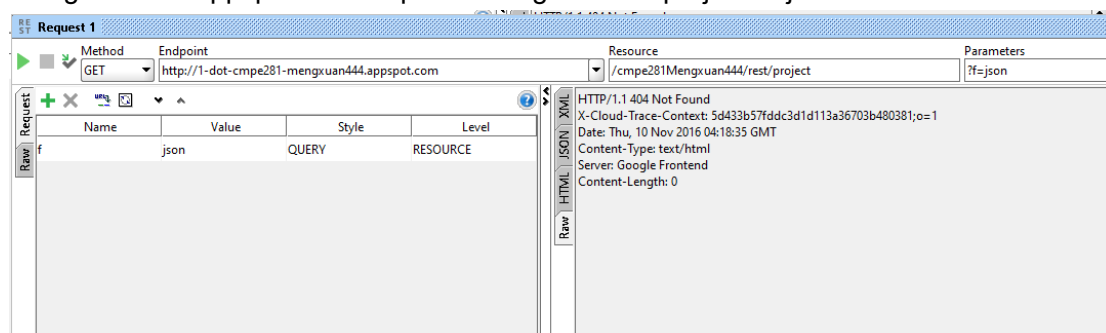 RE
ST Request 1
Method
GET
Endpoint
http://1-dot-cmpe281-mengxuan444.appspot.com
Resource
/cmpe281Mengxuan444/rest/project
Parameters
?f=json
Request
Raw
Name Value Style Level
f json QUERY RESOURCE
XML
JSON
HTML
Raw
HTTP/1.1 404 Not Found
X-Cloud-Trace-Context: 5d433b57fddc3d1d113a36703b480381;o=1
Date: Thu, 10 Nov 2016 04:18:35 GMT
Content-Type: text/html
Server: Google Frontend
Content-Length: 0